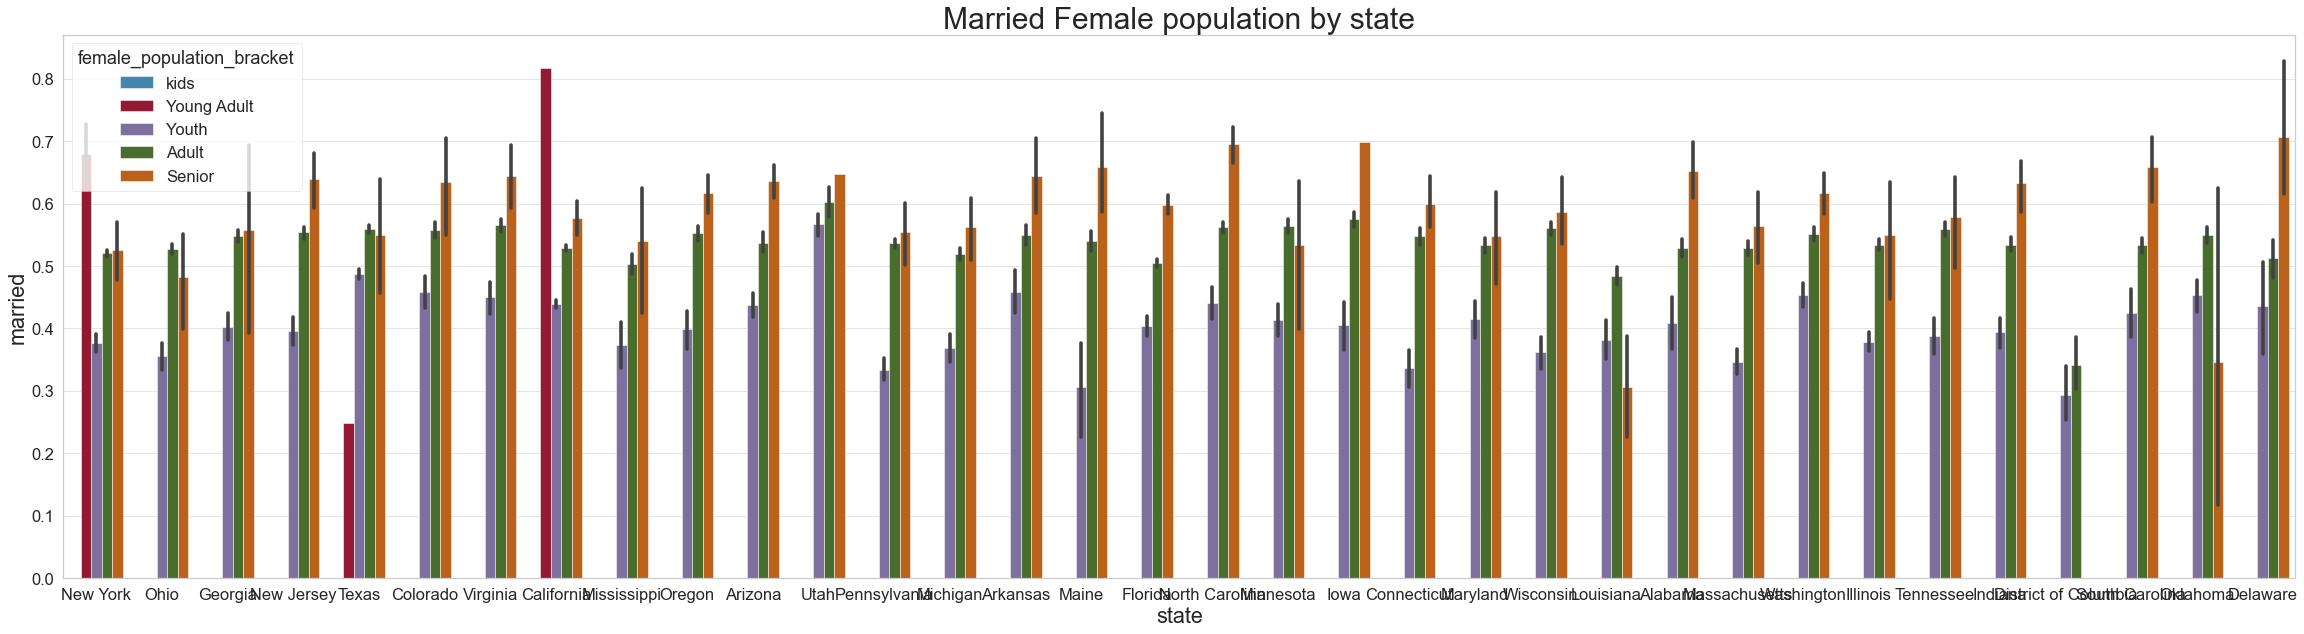 Married Female population by state
female_population_bracket
kids
Young Adult
Youth
Adult
Senior
married
0.8
0.7
0.6
0.5
0.4
0.3
0.2
0.1
0.0
New York Ohio Georgia New Jersey Texas Colorado Virginia California Mississippi Oregon Arizona Utah Pennsylvania Michigan Arkansas Maine Florida North Carolina Minnesota Iowa Connecticut Maryland Wisconsin Louisiana Alabama Massachusetts Washington Illinois Tennessee Indiana District of Columbia South Carolina Oklahoma Delaware
state